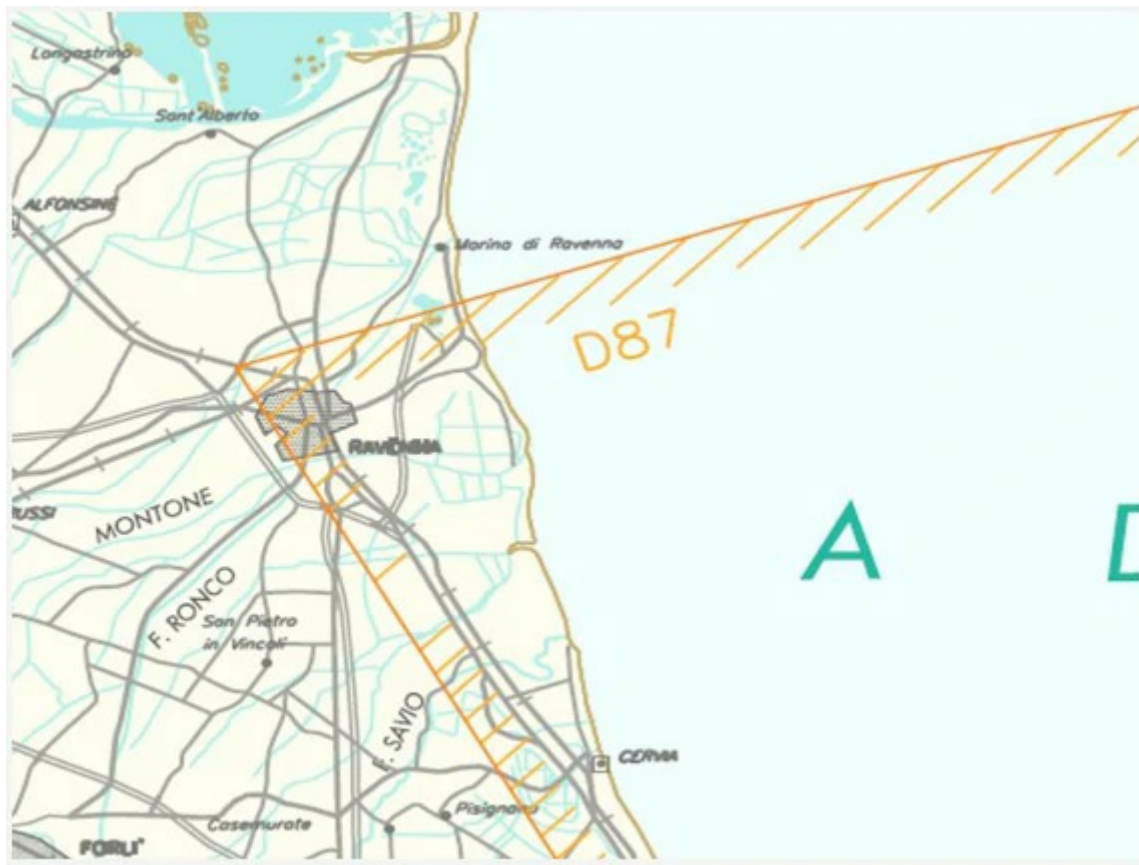 Longastrino
Sant'Alberto
ALFONSINE
Marina di Ravenna
D87
RAVENNA
MONTONE
F. RONCO
San Pietro
in Vincoli
A
F. SAVIO
CERVIA
Pisignano
Casemurate
FORLI'